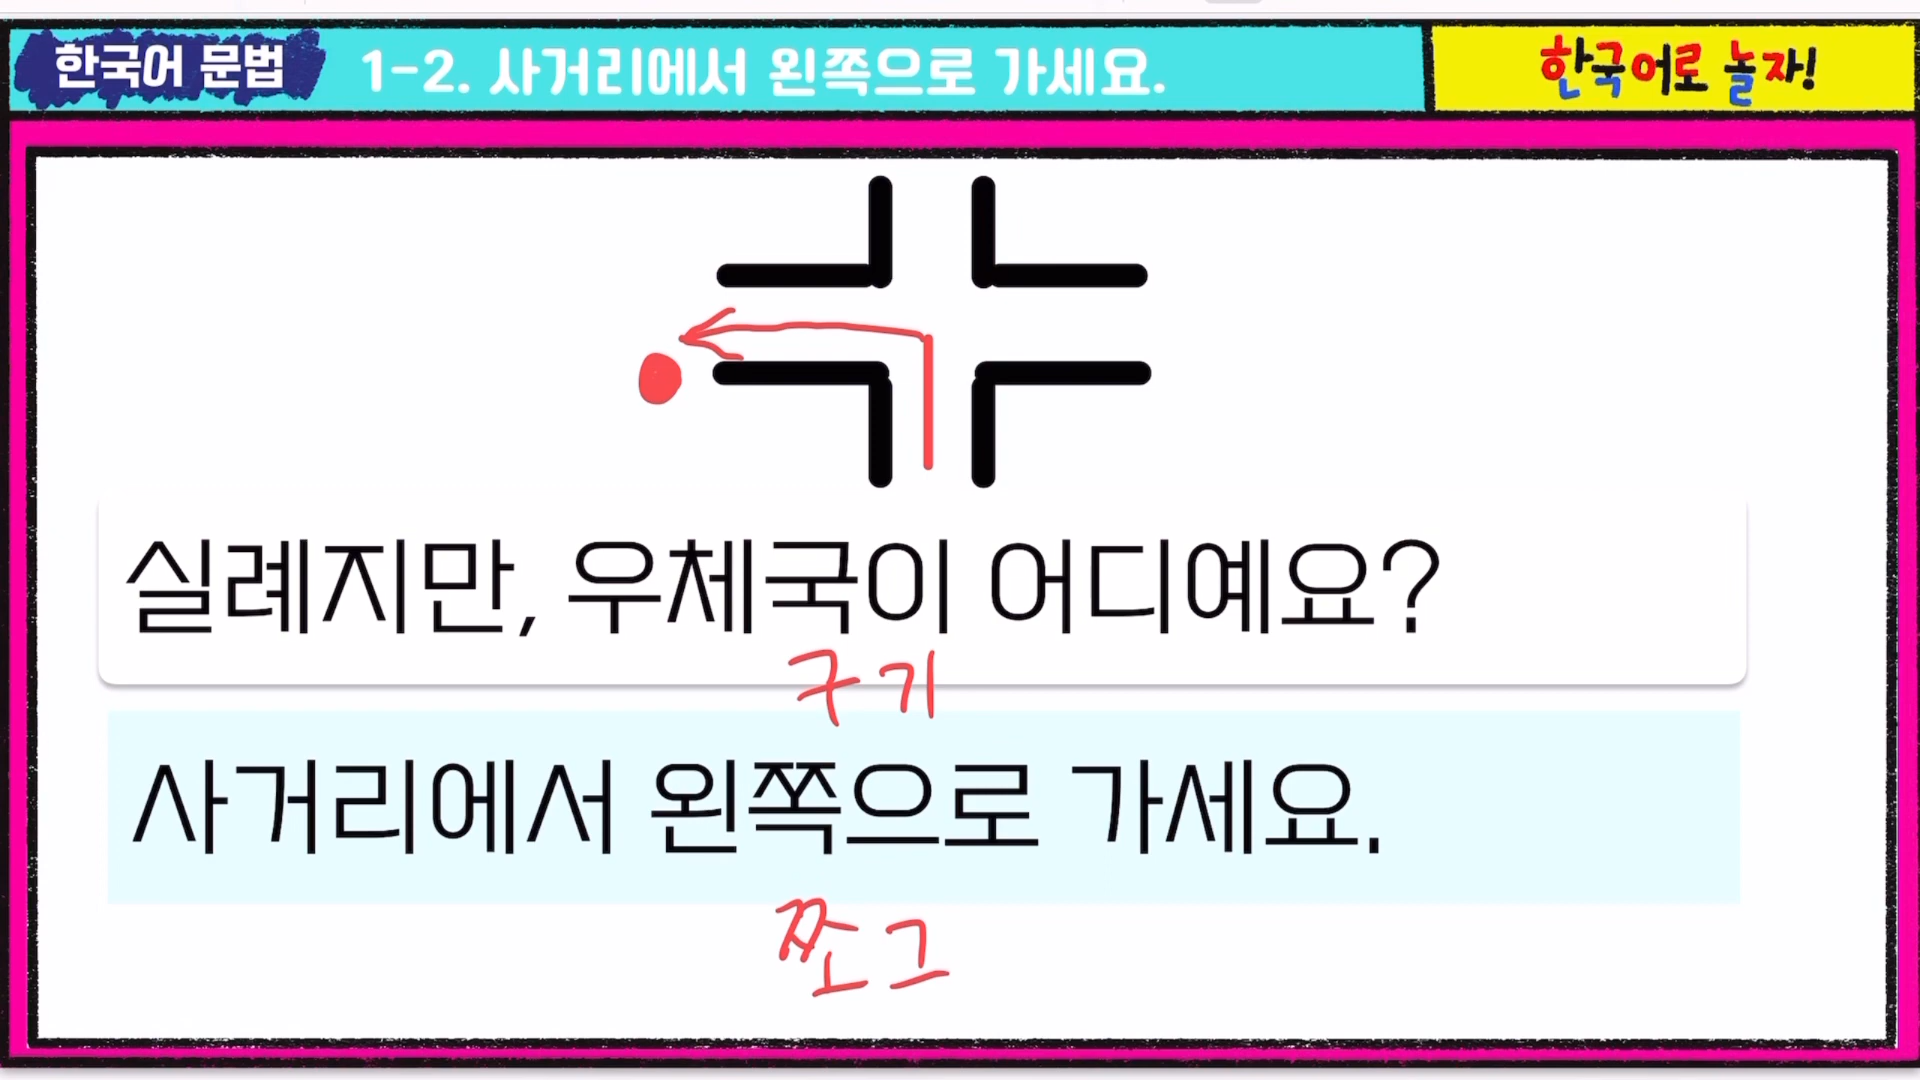 한국어 문법
1-2. 사거리에서 왼쪽으로 가세요.
한국어로 놀자!
실례지만, 우체국이 어디예요?
구기
사거리에서 왼쪽으로 가세요.
쪼그